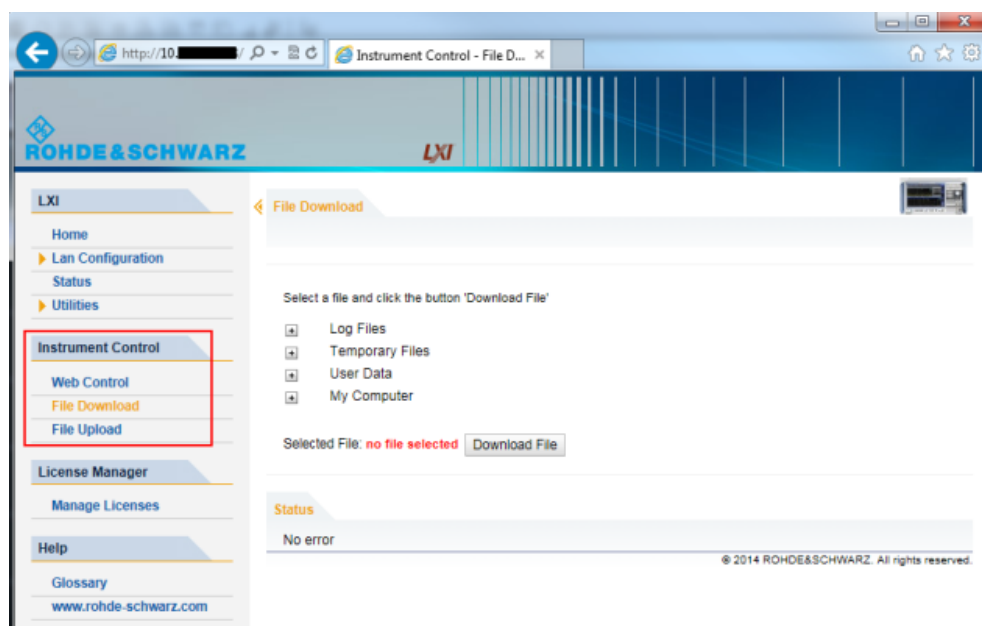 http://10.
Instrument Control - File D...
ROHDE&SCHWARZ
LXI
LXI
Home
Lan Configuration
Status
Utilities
Instrument Control
Web Control
File Download
File Upload
License Manager
Manage Licenses
Help
Glossary
www.rohde-schwarz.com
File Download
Select a file and click the button 'Download File'
Log Files
Temporary Files
User Data
My Computer
Selected File: no file selected Download File
Status
No error
© 2014 ROHDE&SCHWARZ. All rights reserved.